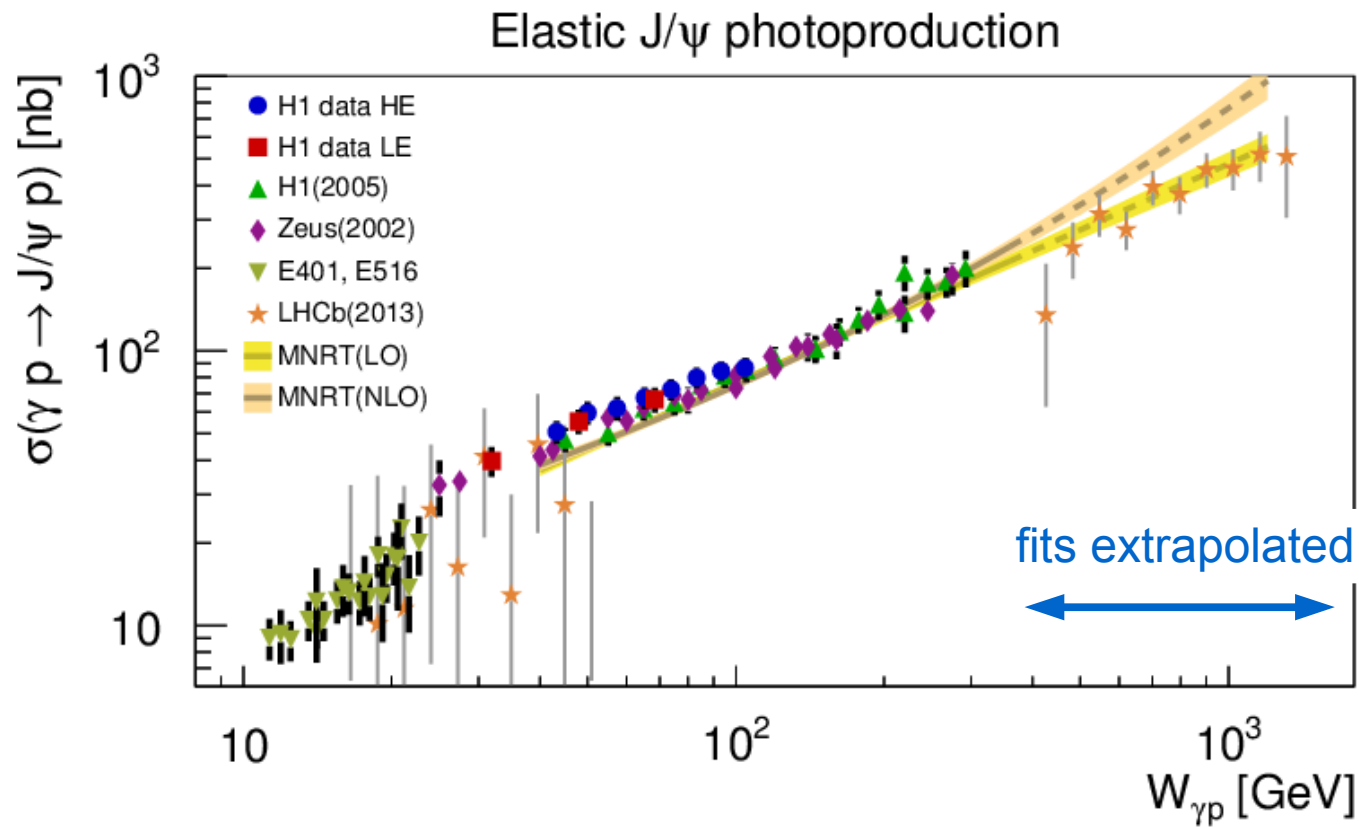 Elastic J/ψ photoproduction
σ(γ p → J/ψ p) [nb]
10³
10²
10
H1 data HE
H1 data LE
H1(2005)
Zeus(2002)
E401, E516
LHCb(2013)
MNRT(LO)
MNRT(NLO)
fits extrapolated
10
10²
10³
Wγp [GeV]